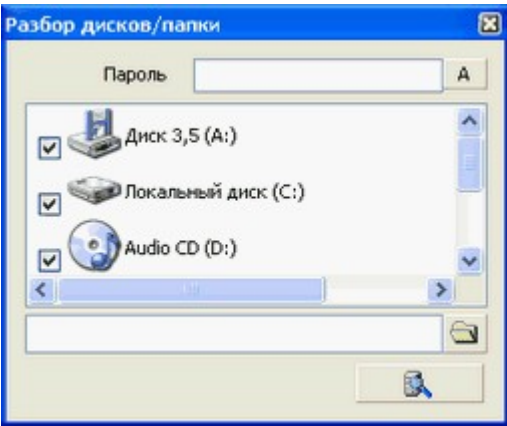 Разбор дисков/папки
Пароль
A
Диск 3,5 (A:)
Локальный диск (C:)
Audio CD (D:)